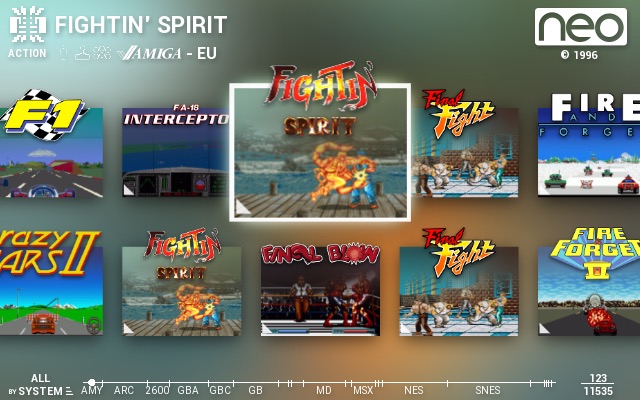 FIGHTIN' SPIRIT
ACTION
AMIGA - EU
neo
© 1996
F1
FA-18
INTERCEPTO
FIGHTIN
SPIRIT
Final
Fight
FIRE
AND
FORGE
razy
CARS II
FIGHTIN
SPIRIT
FINAL BLOW
Final
Fight
FIRE
FORGET
II
ALL
BY SYSTEM
AMY ARC 2600 GBA GBC GB MD MSX NES SNES
123
11535